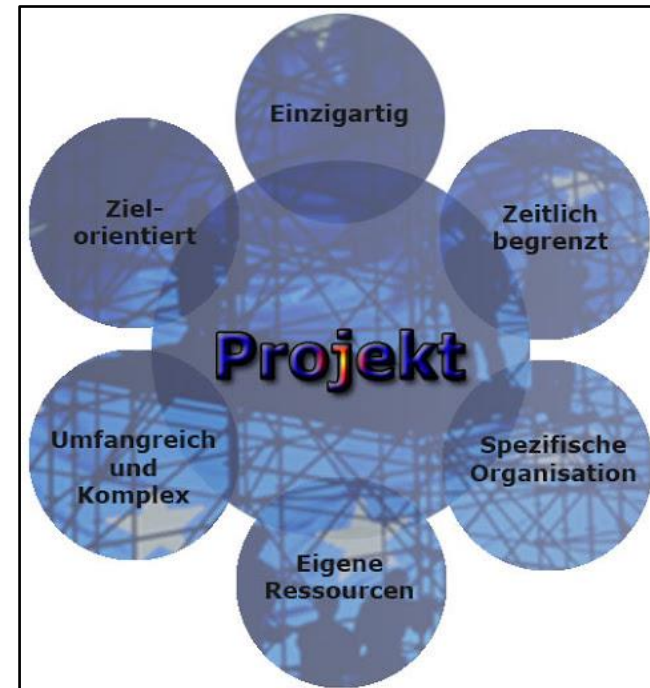 Einzigartig
Zeitlich
begrenzt
Spezifische
Organisation
Eigene
Ressourcen
Umfangreich
und
Komplex
Ziel-
orientiert
Projekt